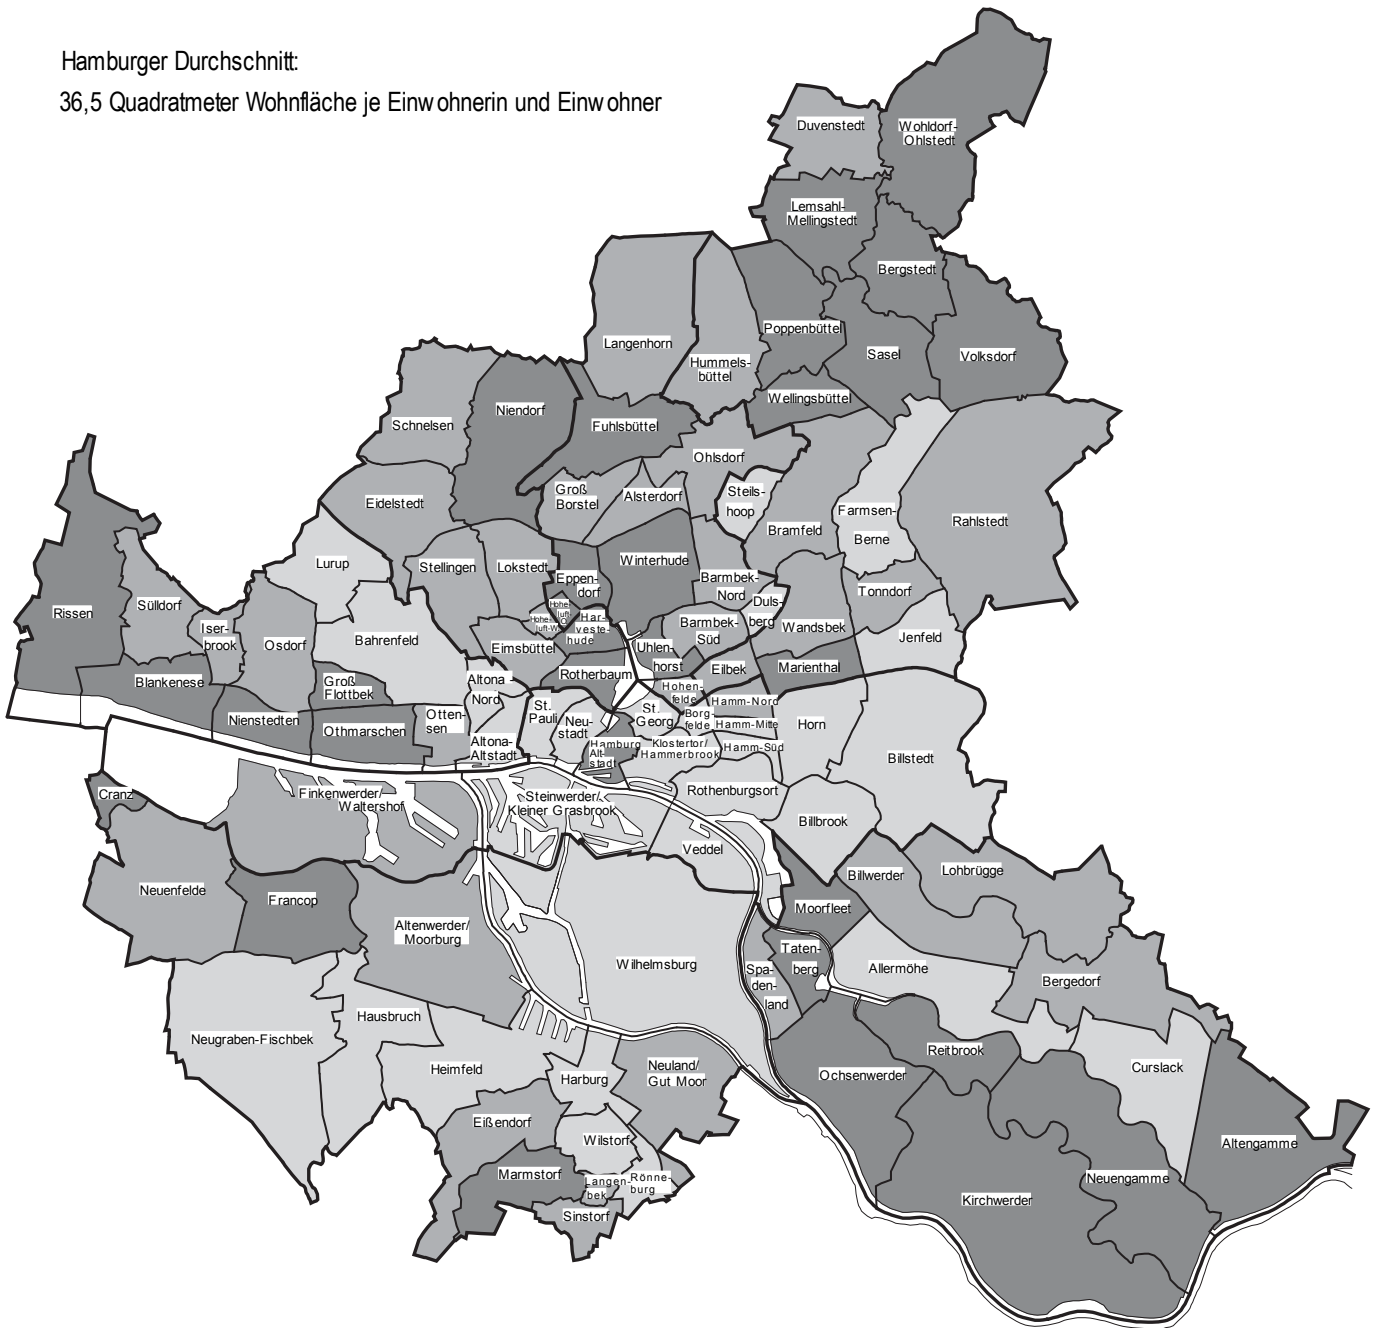 Hamburger Durchschnitt:
36,5 Quadratmeter Wohnfläche je Einwohnerin und Einwohner
Duvenstedt
Wohldorf-
Ohlstedt
Lemsahl-
Mellingstedt
Bergstedt
Langenhorn
Hummels-
büttel
Poppenbüttel
Sasel
Volksdorf
Wellingsbüttel
Niendorf
Schnelsen
Fuhlsbüttel
Ohlsdorf
Eidelstedt
Groß
Borstel
Alsterdorf
Steils-
hoop
Bramfeld
Farmsen-
Berne
Rahlstedt
Lurup
Stellingen
Lokstedt
Eppen-
dorf
Winterhude
Barmbek-
Nord
Duls-
berg
Tonndorf
Rissen
Sülldorf
Iser-
brook
Osdorf
Bahrenfeld
Eimsbüttel
Hohe-
luft-W.
Hohe-
luft-
O.
Har-
veste-
hude
Uhlen-
horst
Barmbek-
Süd
Wandsbek
Jenfeld
Blankenese
Groß
Flottbek
Altona -
Nord
Rotherbaum
Eilbek
Marienthal
Hohen-
felde
Nienstedten
Othmarschen
Otten-
sen
Altona-
Altstadt
St.
Pauli
Neu-
stadt
St.
Georg
Borg-
felde
Hamm-Nord
Hamm-Mitte
Hamm-Süd
Horn
Hamburg
Alt-
stadt
Klostertor/
Hammerbrook
Billstedt
Cranz
Finkenwerder/
Waltershof
Steinwerder/
Kleiner Grasbrook
Rothenburgsort
Billbrook
Veddel
Neuenfelde
Francop
Altenwerder/
Moorburg
Wilhelmsburg
Moorfleet
Billwerder
Lohbrügge
Spa-
den-
land
Taten-
berg
Allermöhe
Bergedorf
Neugraben-Fischbek
Hausbruch
Heimfeld
Harburg
Neuland/
Gut Moor
Ochsenwerder
Reitbrook
Curslack
Eißendorf
Wilstorf
Altengamme
Marmstorf
Langen-
bek
Rönne-
burg
Sinstorf
Kirchwerder
Neuengamme